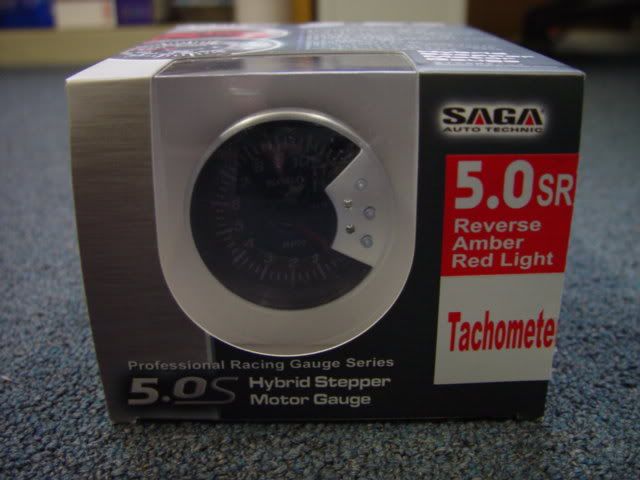 SAGA
AUTO TECHNIC
5.0SR
Reverse
Amber
Red Light
Tachomete
Professional Racing Gauge Series
5.0S Hybrid Stepper
Motor Gauge